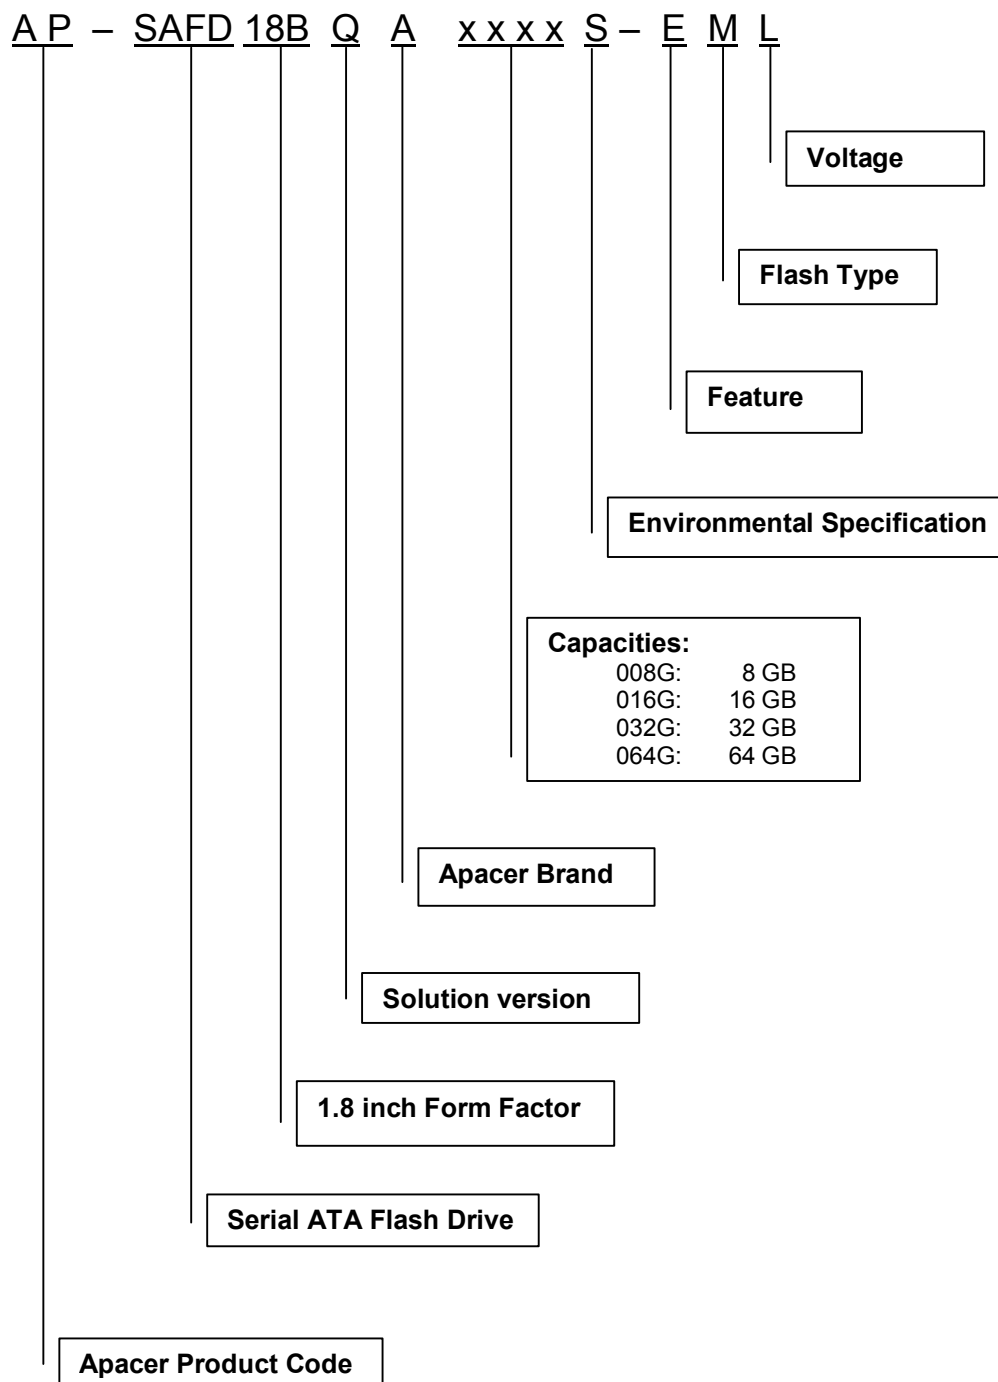 A P – SAFD 18B Q A x x x x S – E M L
Voltage
Flash Type
Feature
Environmental Specification
Capacities:
008G: 8 GB
016G: 16 GB
032G: 32 GB
064G: 64 GB
Apacer Brand
Solution version
1.8 inch Form Factor
Serial ATA Flash Drive
Apacer Product Code